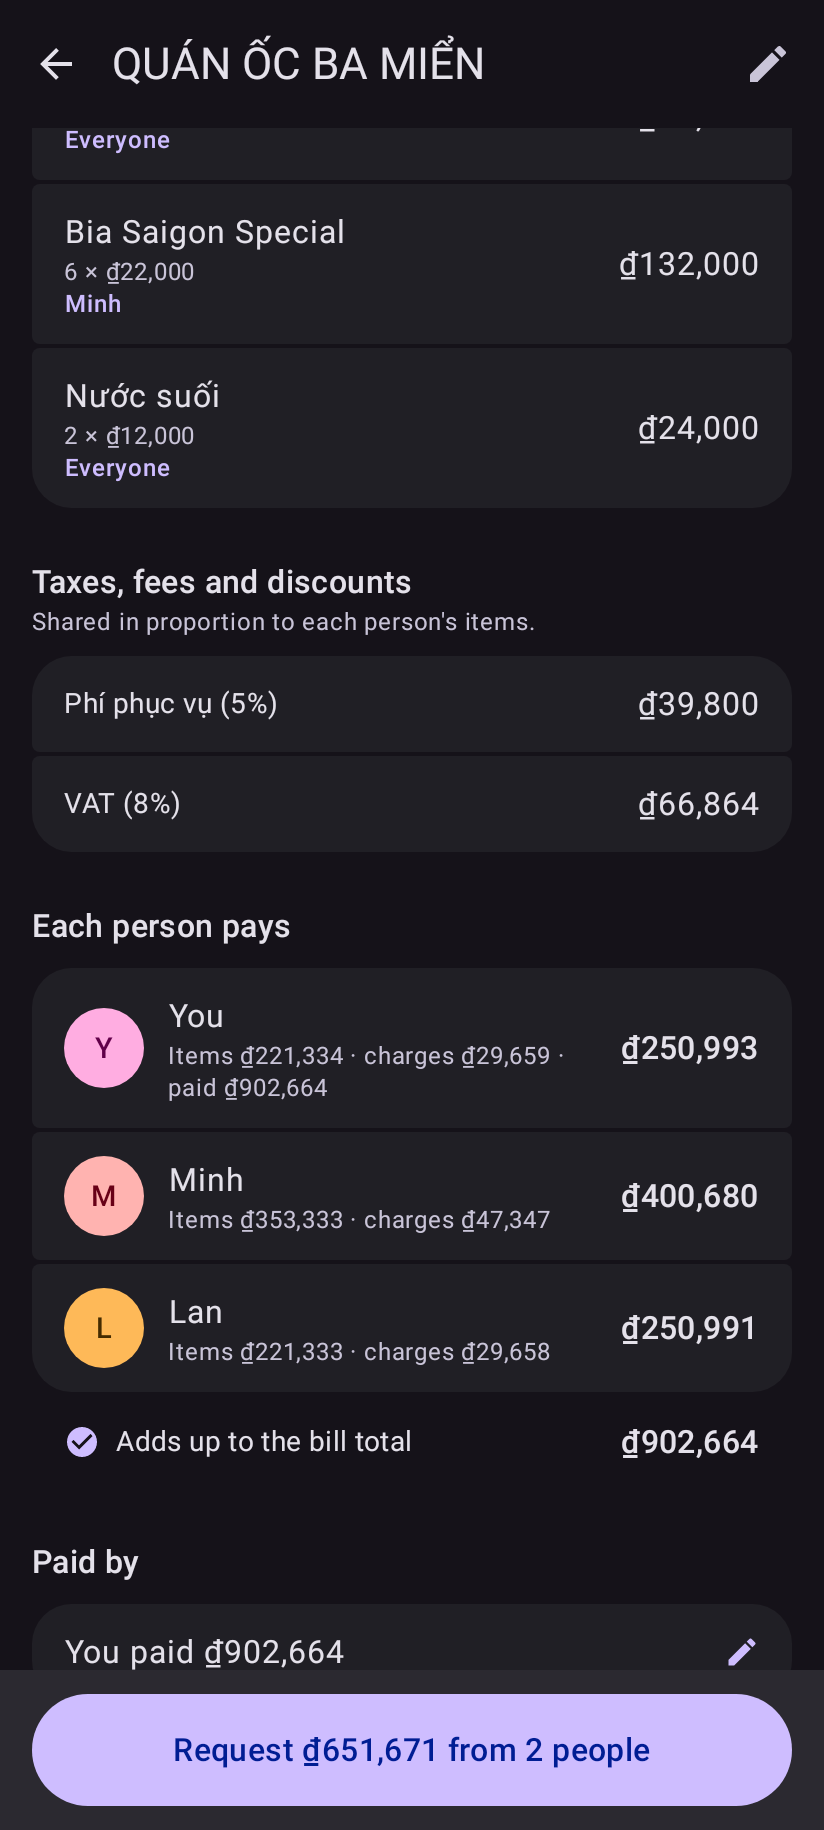 QUÁN ỐC BA MIỂN
Everyone
Bia Saigon Special
6 × ₫22,000
Minh
₫132,000
Nước suối
2 × ₫12,000
Everyone
₫24,000
Taxes, fees and discounts
Shared in proportion to each person's items.
Phí phục vụ (5%)
₫39,800
VAT (8%)
₫66,864
Each person pays
Y
You
Items ₫221,334 · charges ₫29,659 ·
paid ₫902,664
₫250,993
M
Minh
Items ₫353,333 · charges ₫47,347
₫400,680
L
Lan
Items ₫221,333 · charges ₫29,658
₫250,991
Adds up to the bill total
₫902,664
Paid by
You paid ₫902,664
Request ₫651,671 from 2 people